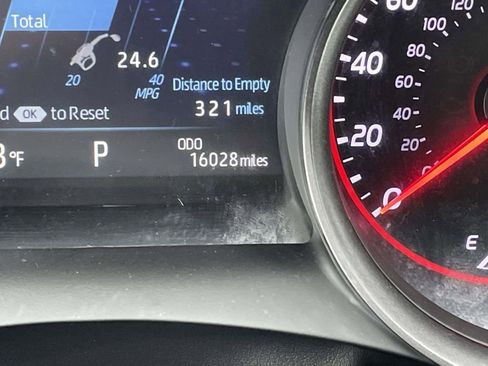 Total
24.6
20 40
MPG
Distance to Empty
321 miles
OK to Reset
°F P ODO
16028 miles
60
40
20
0
120
100
80
60
40
20
E